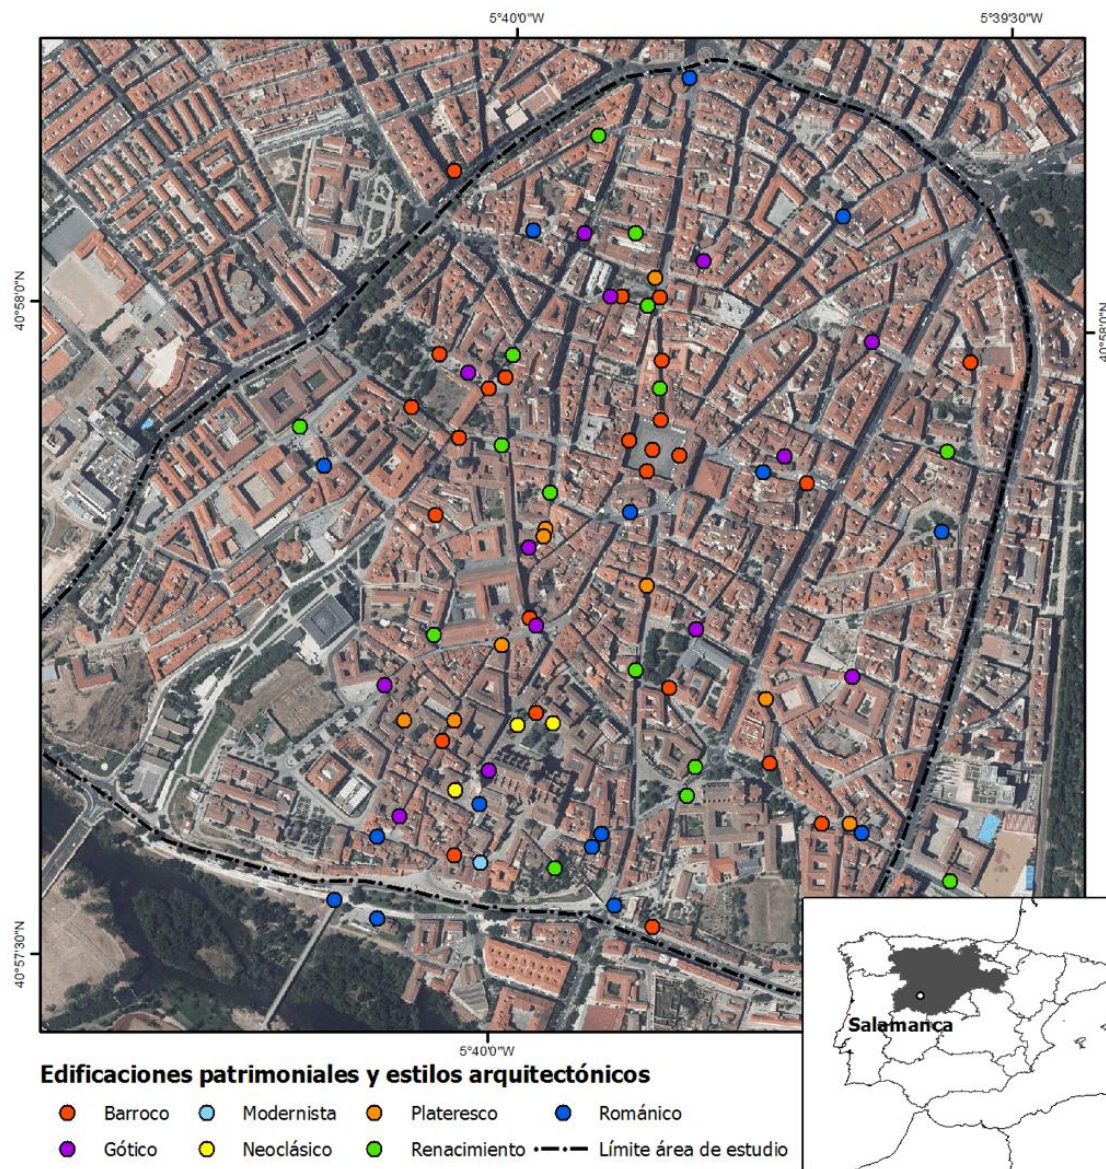 5°40'0"W
5°39'30"W
40°58'0"N
40°58'0"N
40°57'30"N
5°40'0"W
Salamanca
Edificaciones patrimoniales y estilos arquitectónicos
Barroco
Modernista
Plateresco
Románico
Gótico
Neoclásico
Renacimiento
Límite área de estudio